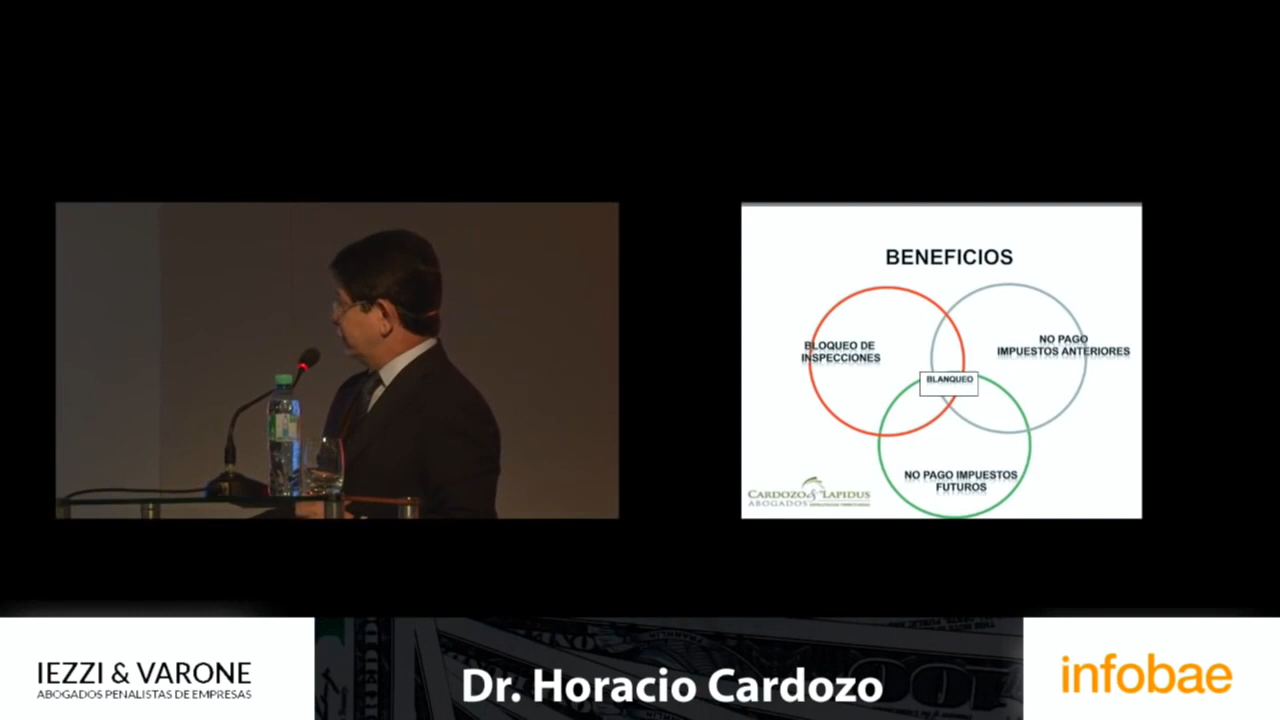 BENEFICIOS
BLOQUEO DE
INSPECCIONES
NO PAGO
IMPUESTOS ANTERIORES
BLANQUEO
NO PAGO IMPUESTOS
FUTUROS
CARDOZO & LAPIDUS
ABOGADOS
IEZZI & VARONE
ABOGADOS PENALISTAS DE EMPRESAS
Dr. Horacio Cardozo
infobae